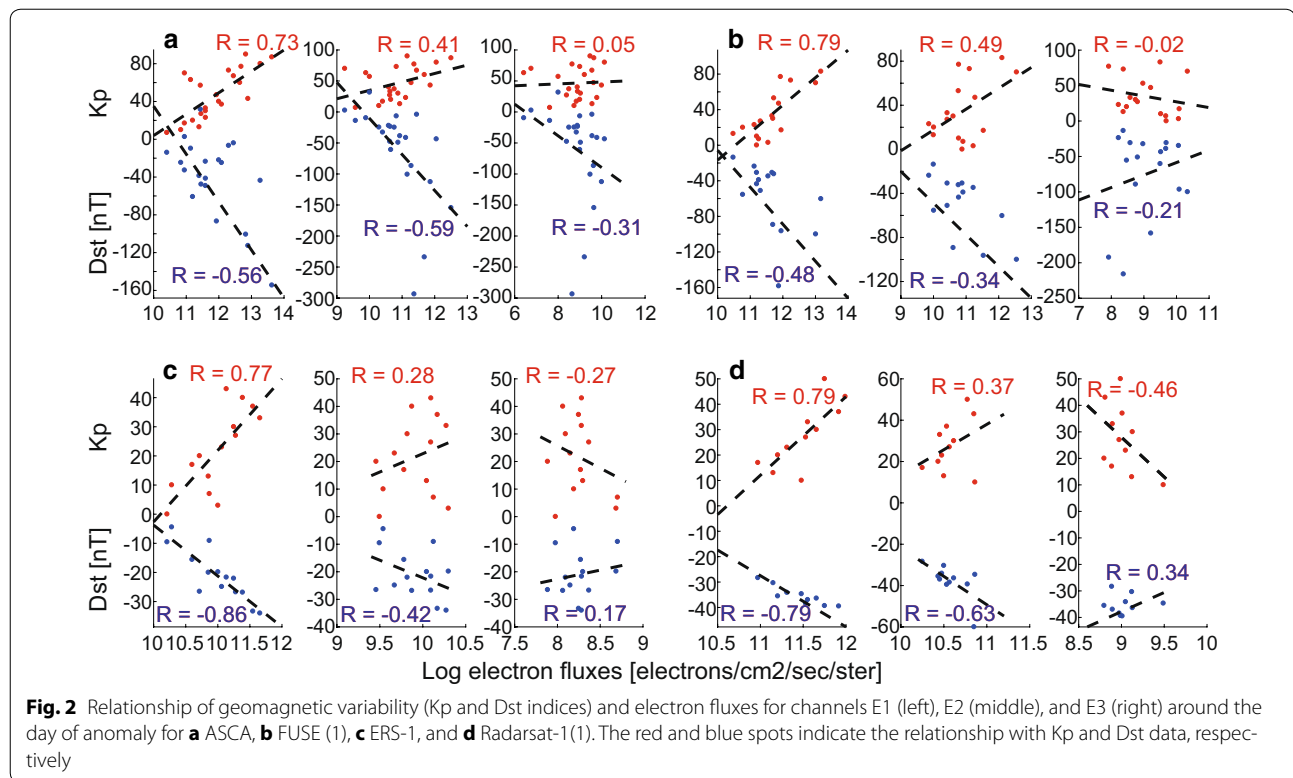 a
R = 0.73
R = 0.41
R = 0.05
b
R = 0.79
R = 0.49
R = -0.02
Kp
Dst [nT]
80
40
0
-40
-80
-120
-160
R = -0.56
10 11 12 13 14
100
50
0
-50
-100
-150
-200
-250
-300
R = -0.59
9 10 11 12 13
100
50
0
-50
-100
-150
-200
-250
-300
R = -0.31
6 8 10 12
Kp
Dst [nT]
80
40
0
-40
-80
-120
-160
R = -0.48
10 11 12 13 14
80
40
0
-40
-80
-120
R = -0.34
9 10 11 12 13
100
50
0
-50
-100
-150
-200
-250
R = -0.21
7 8 9 10 11
c
R = 0.77
R = 0.28
R = -0.27
d
R = 0.79
R = 0.37
R = -0.46
Kp
Dst [nT]
40
30
20
10
0
-10
-20
-30
R = -0.86
10 10.5 11 11.5 12
50
40
30
20
10
0
-10
-20
-30
-40
R = -0.42
9 9.5 10 10.5
50
40
30
20
10
0
-10
-20
-30
-40
R = 0.17
7.5 8 8.5 9
Kp
Dst [nT]
50
40
30
20
10
0
-10
-20
-30
-40
R = -0.79
10.5 11 11.5 12
60
40
20
0
-20
-40
-60
R = -0.63
10 10.5 11 11.5
50
40
30
20
10
0
-10
-20
-30
-40
R = 0.34
8.5 9 9.5 10
Log electron fluxes [electrons/cm2/sec/ster]
Fig. 2 Relationship of geomagnetic variability (Kp and Dst indices) and electron fluxes for channels E1 (left), E2 (middle), and E3 (right) around the
day of anomaly for a ASCA, b FUSE (1), c ERS-1, and d Radarsat-1(1). The red and blue spots indicate the relationship with Kp and Dst data, respec-
tively